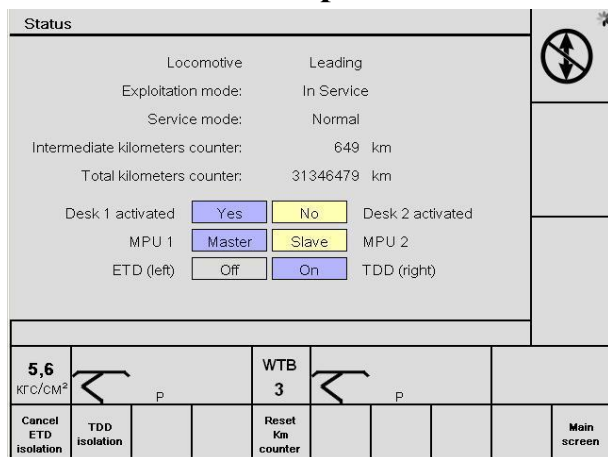 Status
Locomotive Leading
Exploitation mode: In Service
Service mode: Normal
Intermediate kilometers counter: 649 km
Total kilometers counter: 31346479 km
Desk 1 activated Yes No Desk 2 activated
MPU 1 Master Slave MPU 2
ETD (left) Off On TDD (right)
5,6
кгс/см²
P
WTB
3
P
Cancel
ETD
isolation
TDD
isolation
Reset
Km
counter
Main
screen